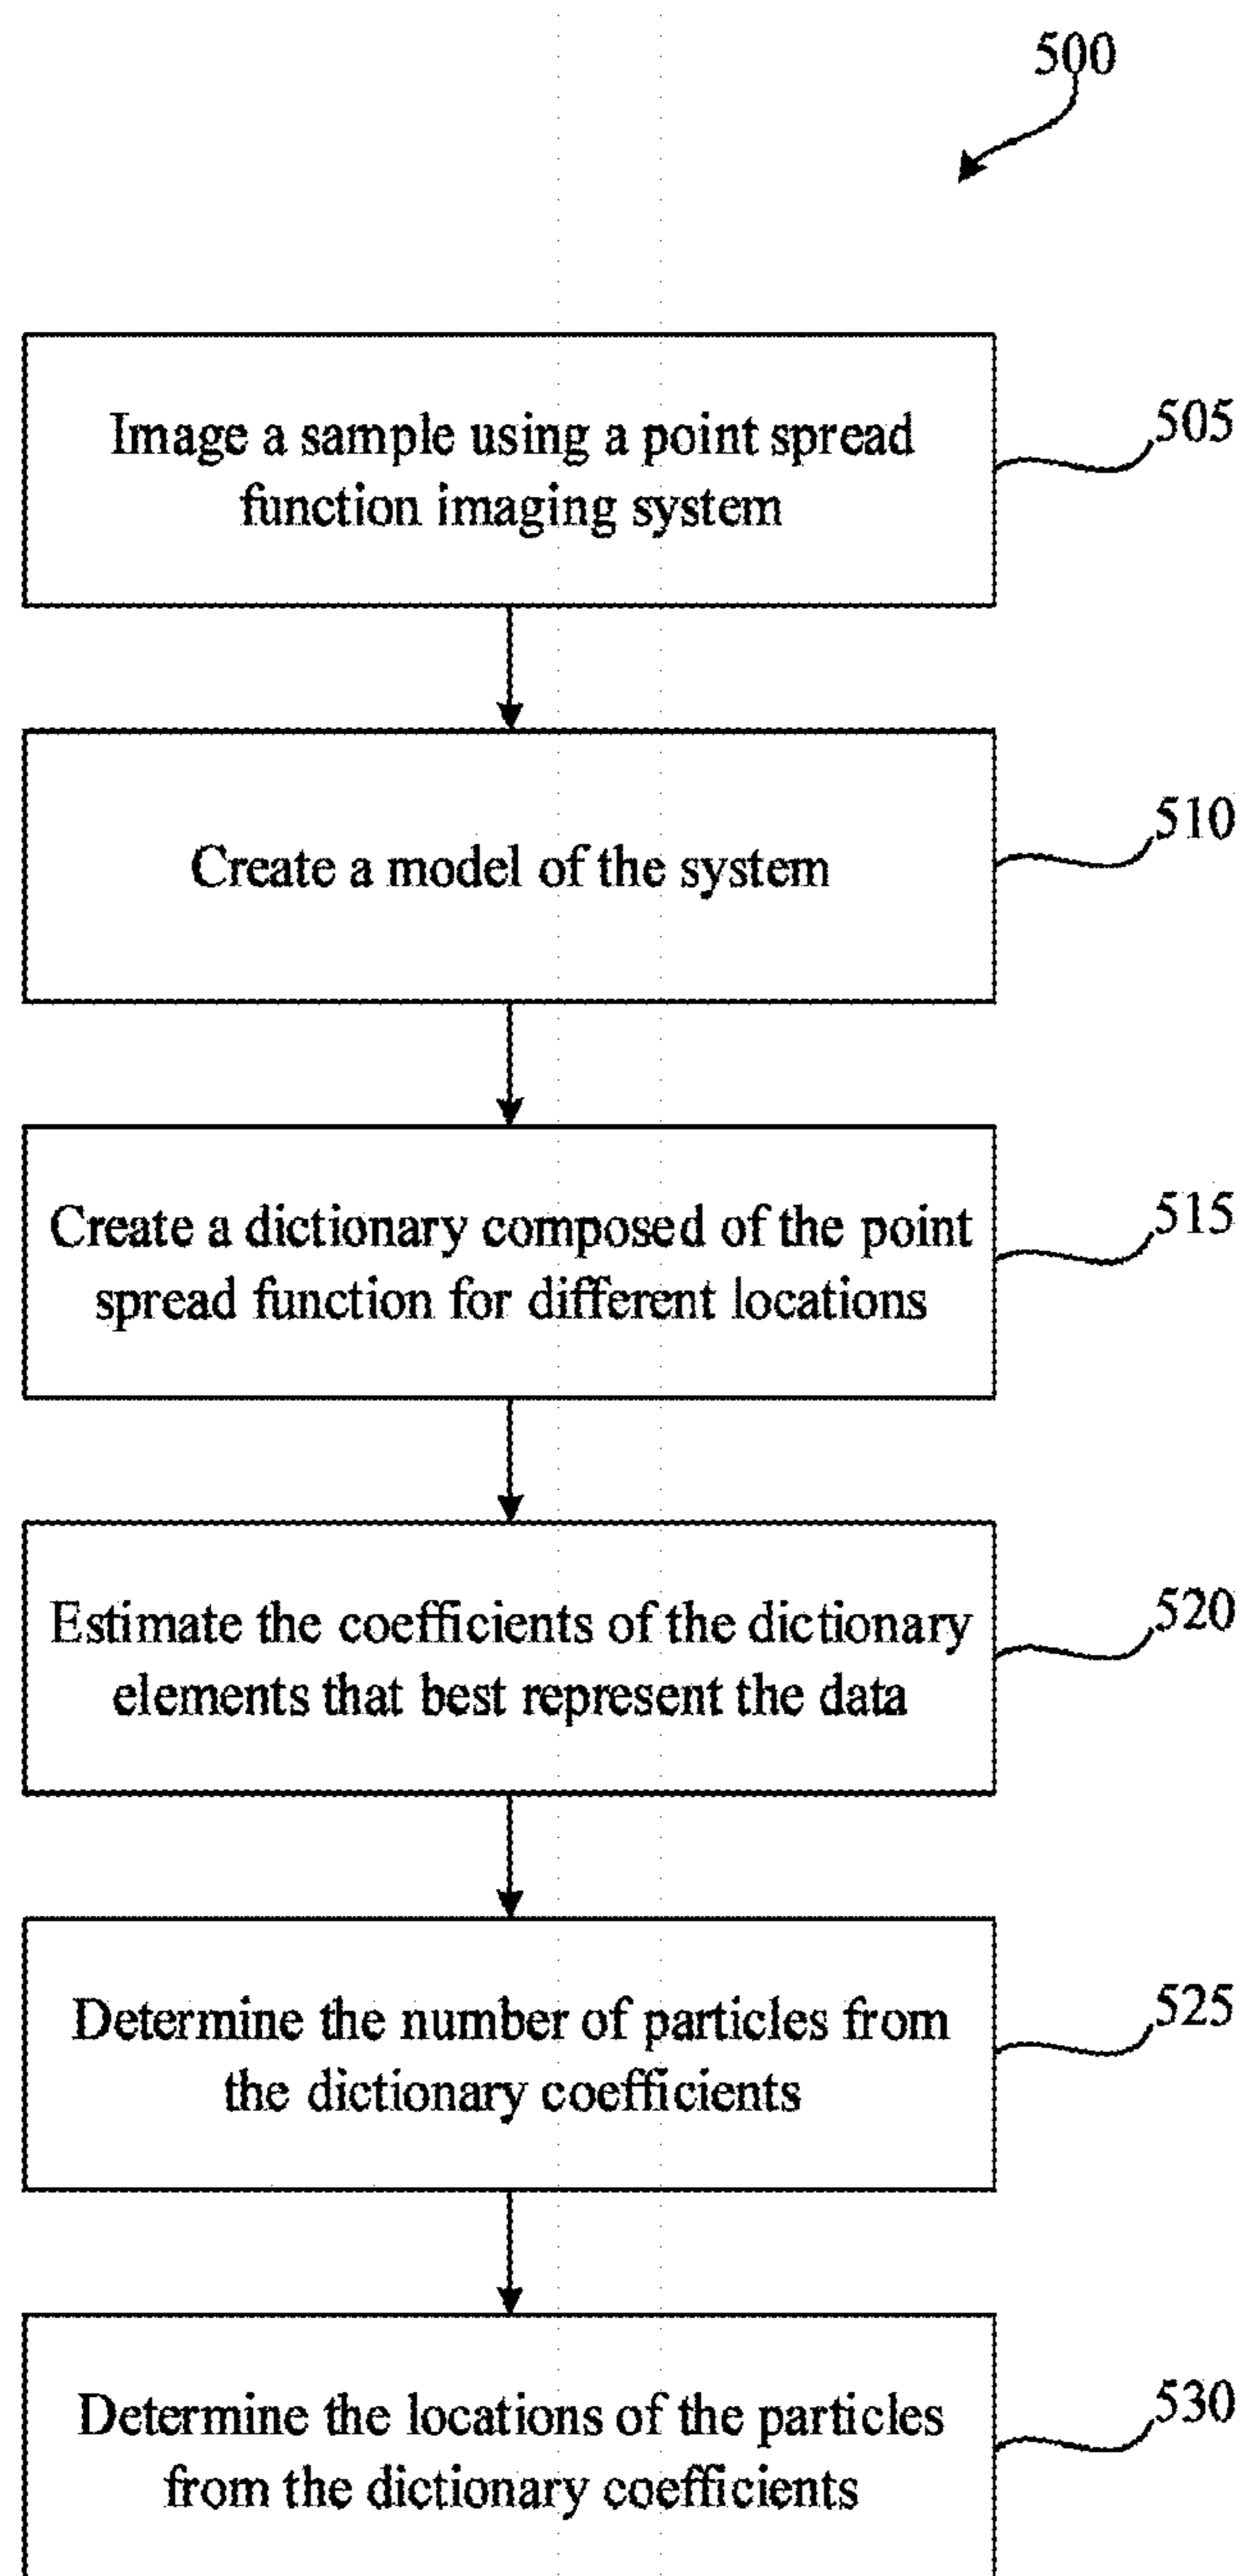 500
Image a sample using a point spread
function imaging system
505
Create a model of the system
510
Create a dictionary composed of the point
spread function for different locations
515
Estimate the coefficients of the dictionary
elements that best represent the data
520
Determine the number of particles from
the dictionary coefficients
525
Determine the locations of the particles
from the dictionary coefficients
530